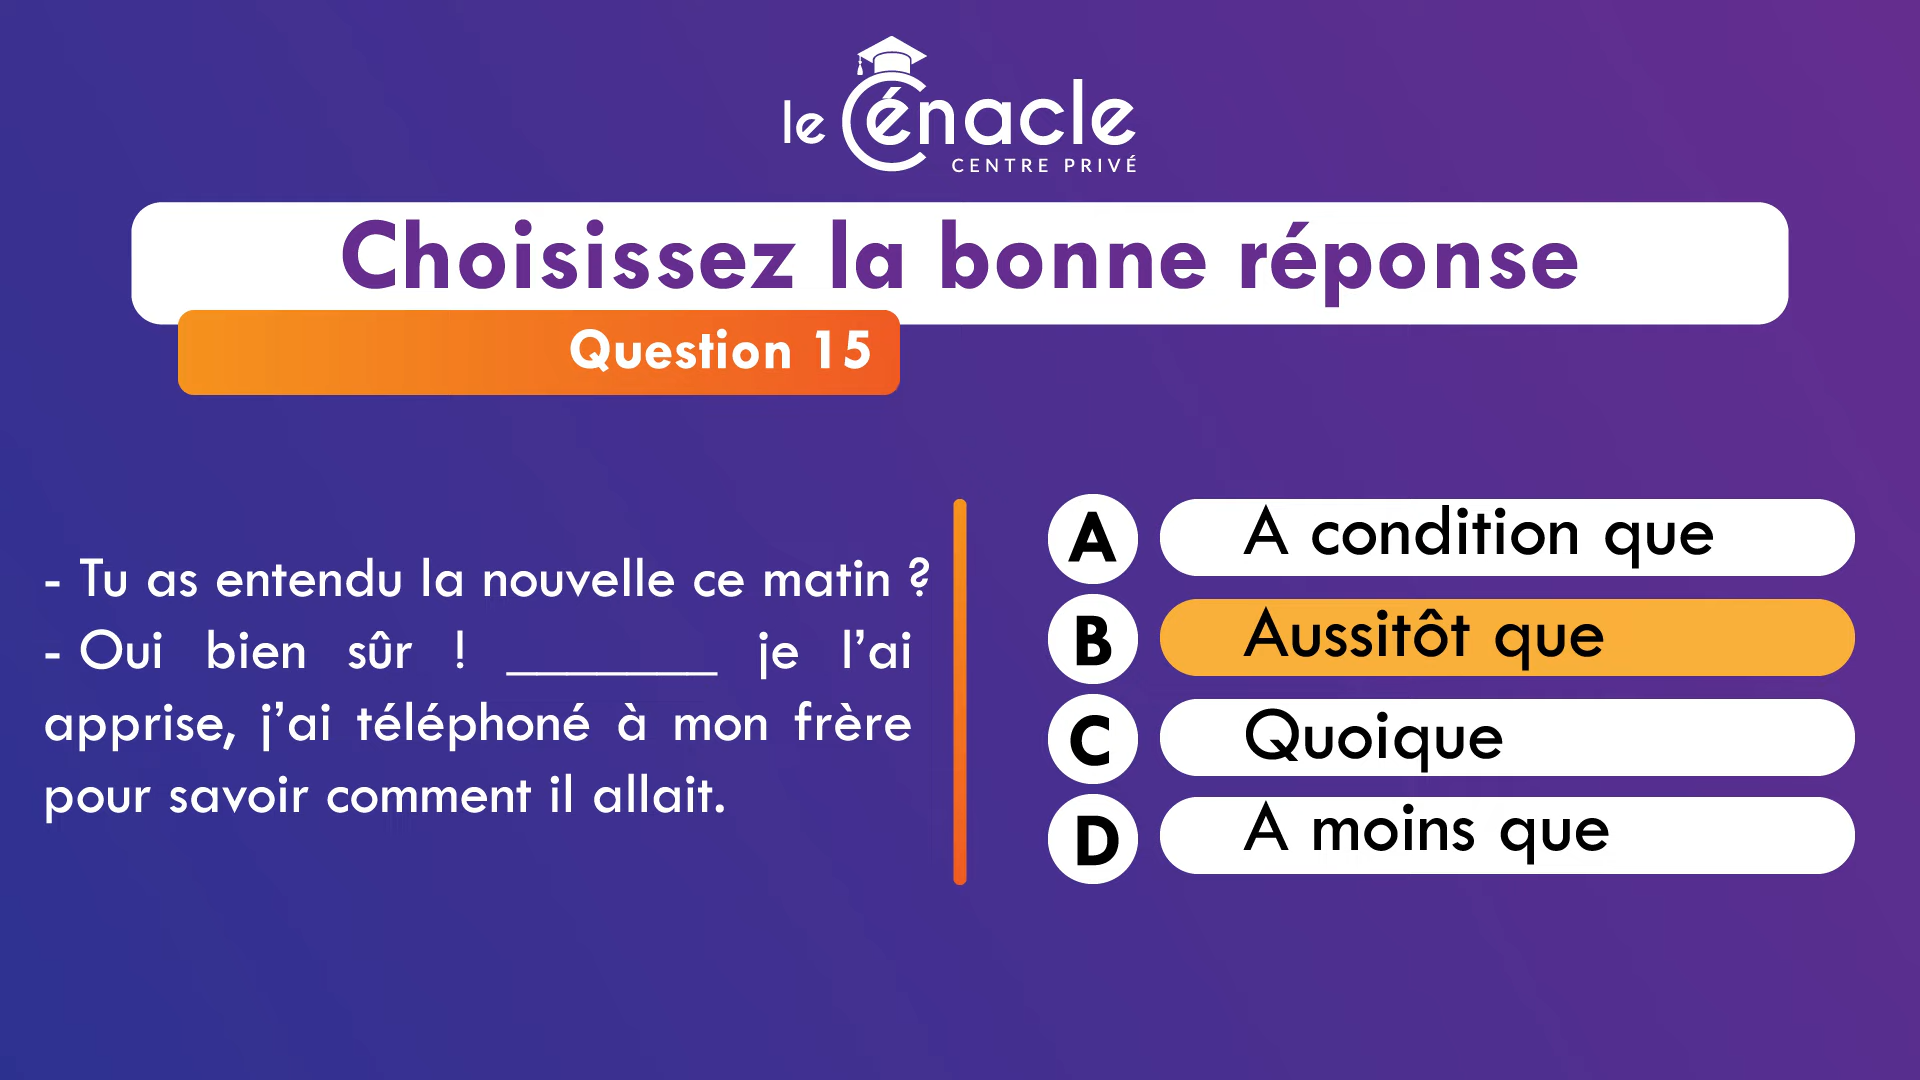 le Cénacle
CENTRE PRIVÉ
Choisissez la bonne réponse
Question 15
- Tu as entendu la nouvelle ce matin ?
- Oui bien sûr ! _______ je l’ai
apprise, j’ai téléphoné à mon frère
pour savoir comment il allait.
A A condition que
B Aussitôt que
C Quoique
D A moins que